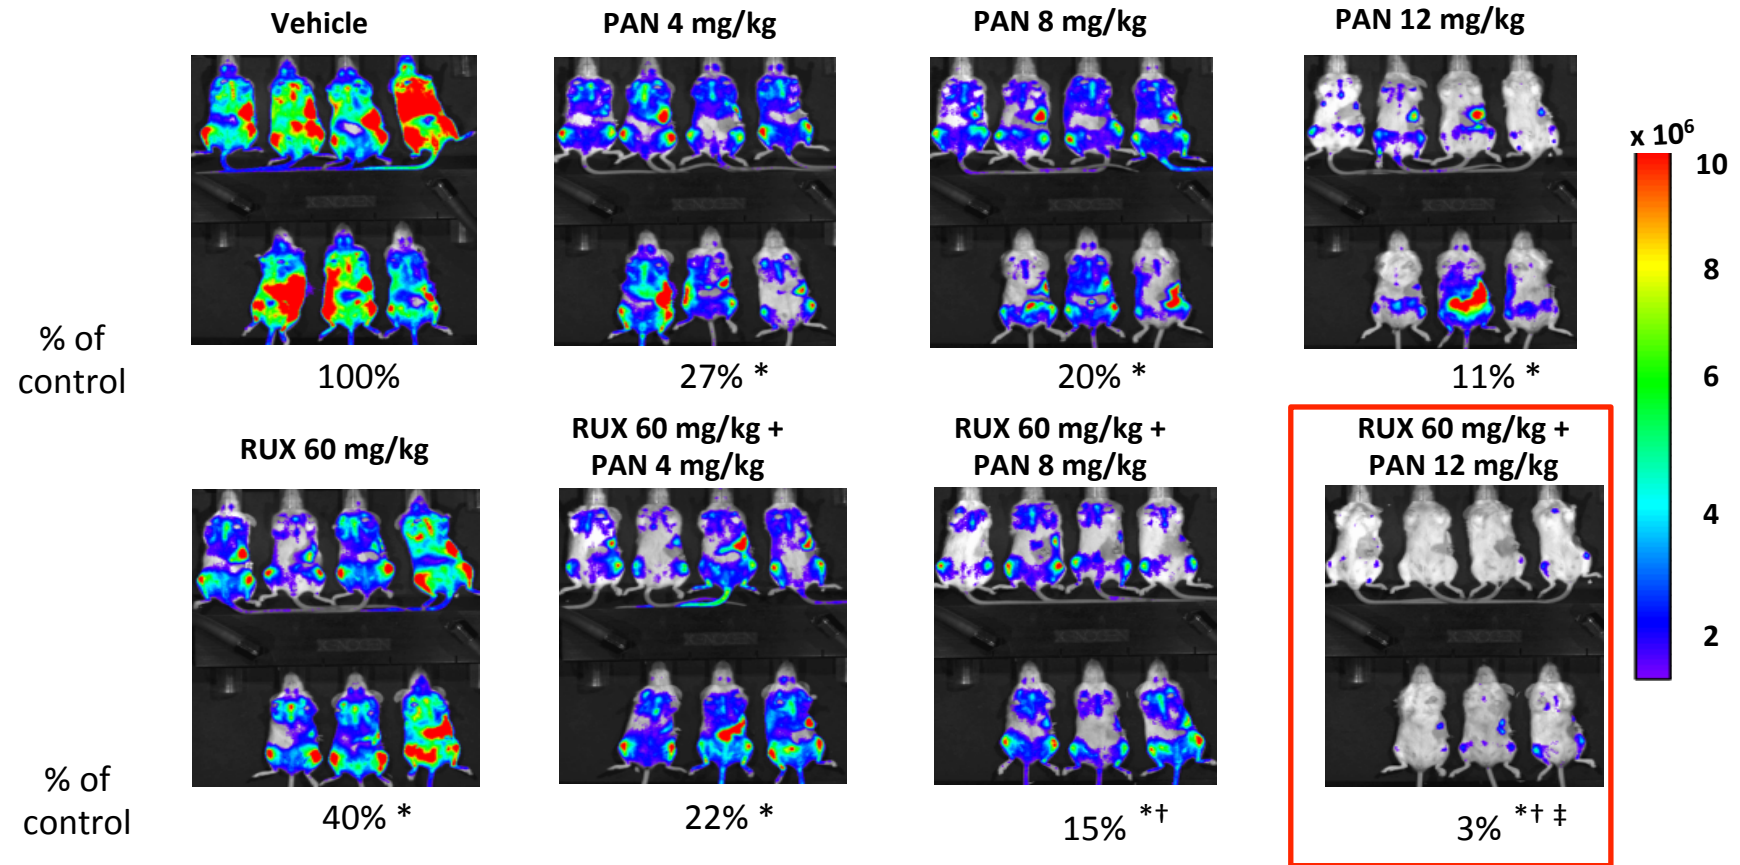 Vehicle
PAN 4 mg/kg
PAN 8 mg/kg
PAN 12 mg/kg
x 10⁶
10
8
6
4
2
% of
control
100%
27% *
20% *
11% *
RUX 60 mg/kg
RUX 60 mg/kg +
PAN 4 mg/kg
RUX 60 mg/kg +
PAN 8 mg/kg
RUX 60 mg/kg +
PAN 12 mg/kg
% of
control
40% *
22% *
15% *†
3% *† ‡